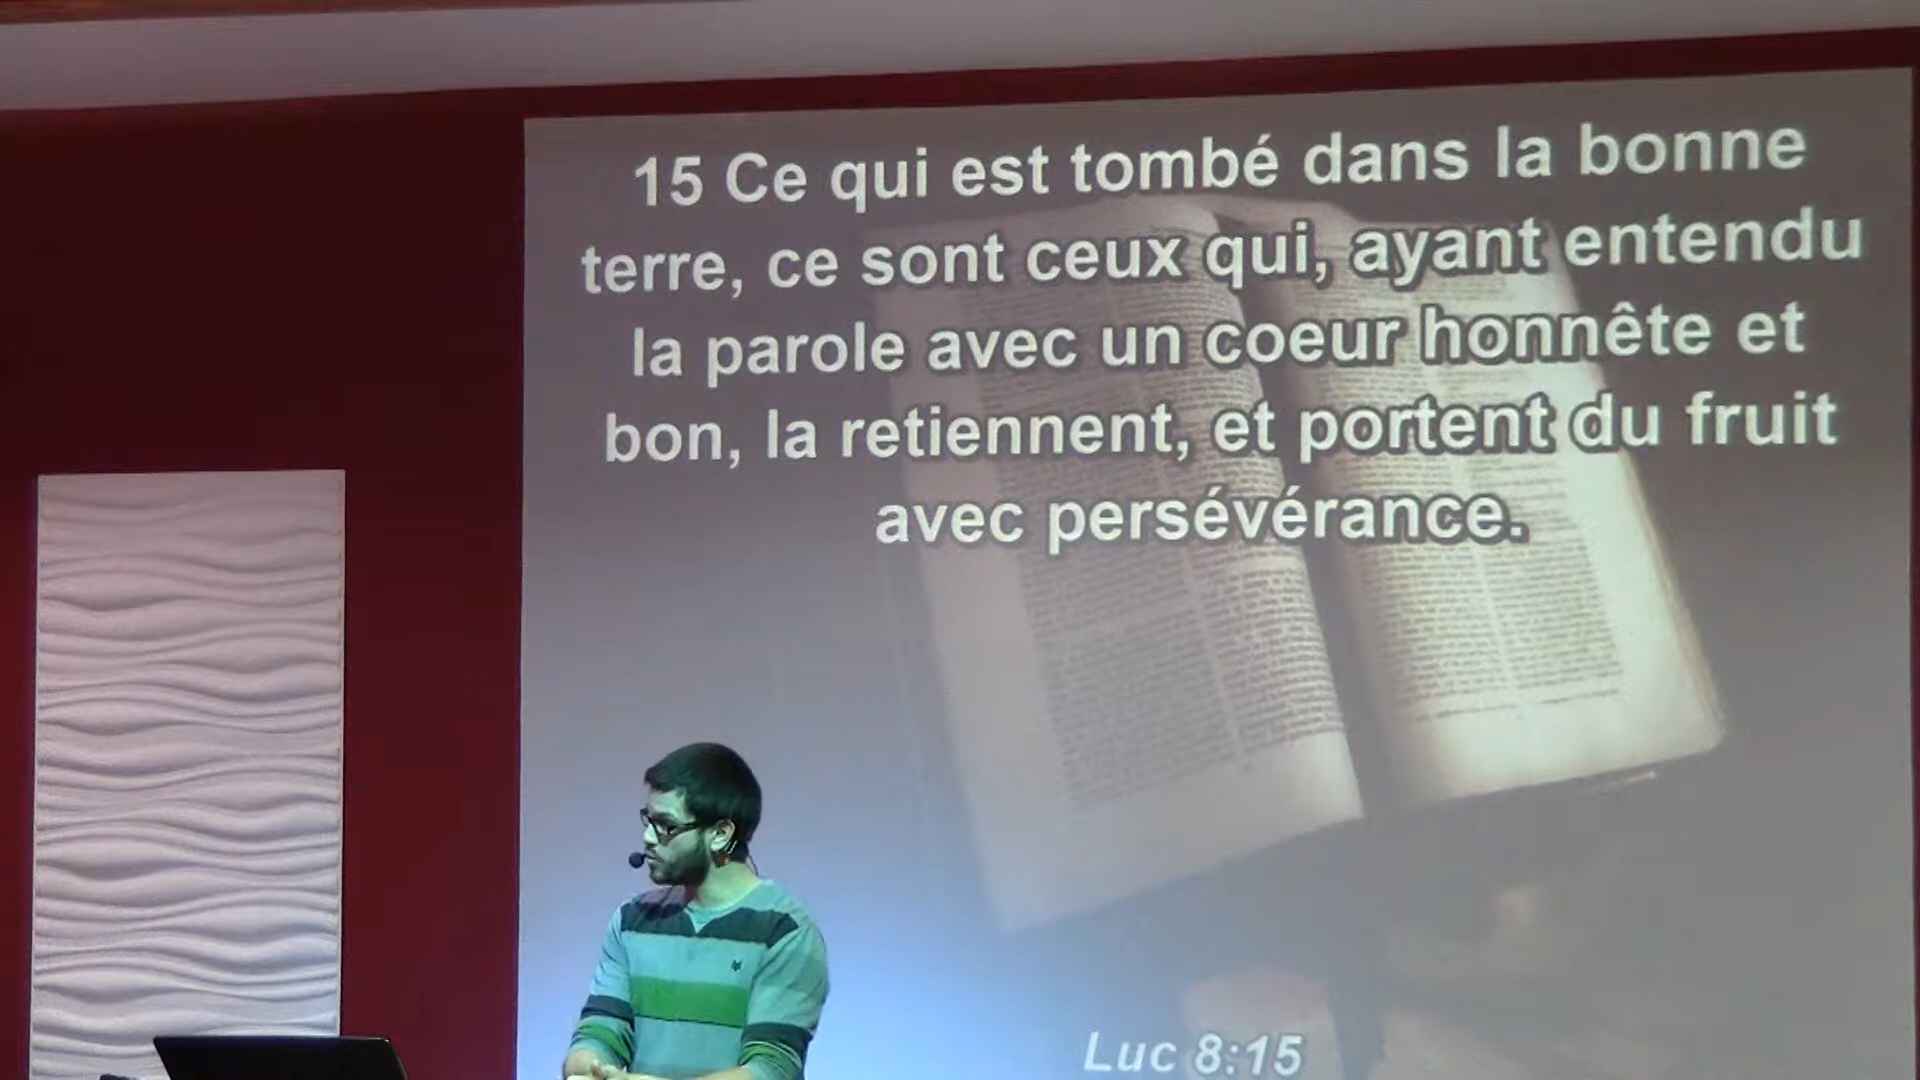 15 Ce qui est tombé dans la bonne
terre, ce sont ceux qui, ayant entendu
la parole avec un coeur honnête et
bon, la retiennent, et portent du fruit
avec persévérance.
Luc 8:15